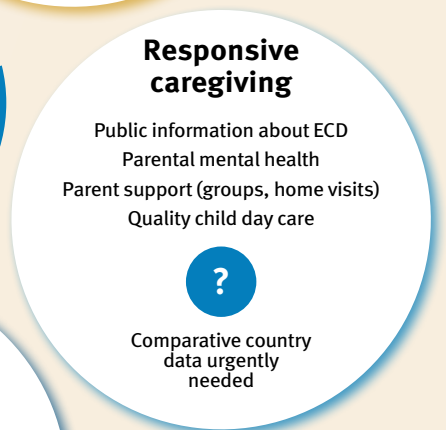 Responsive
caregiving
Public information about ECD
Parental mental health
Parent support (groups, home visits)
Quality child day care
?
Comparative country
data urgently
needed